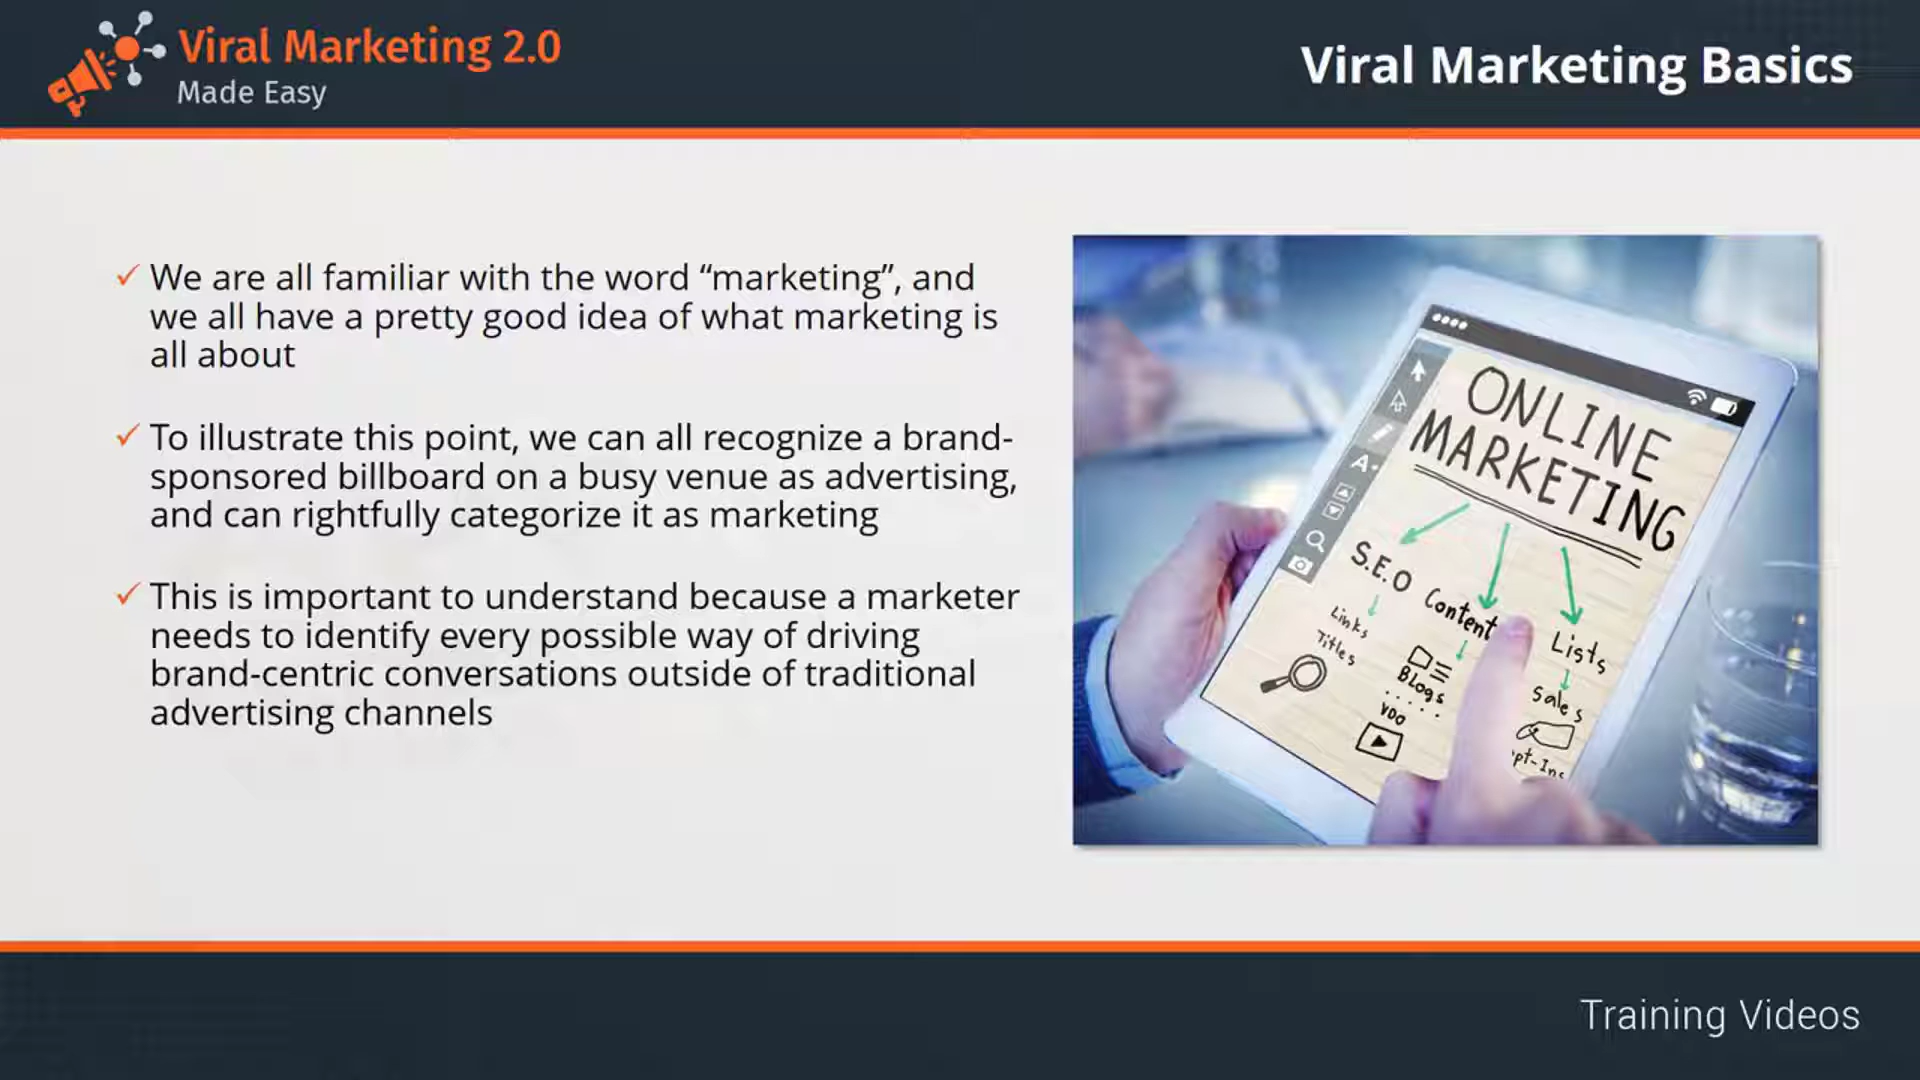 Viral Marketing 2.0
Made Easy
Viral Marketing Basics
We are all familiar with the word “marketing”, and
we all have a pretty good idea of what marketing is
all about
To illustrate this point, we can all recognize a brand-
sponsored billboard on a busy venue as advertising,
and can rightfully categorize it as marketing
This is important to understand because a marketer
needs to identify every possible way of driving
brand-centric conversations outside of traditional
advertising channels
ONLINE
MARKETING
S.E.O
Content
Lists
Links
Titles
Blogs
VDO
Sales
pt-Ins
Training Videos